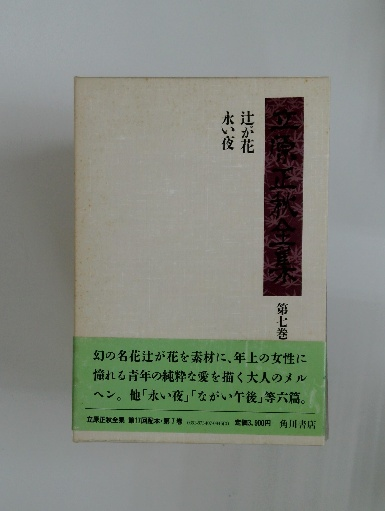 立原正秋全集
第七巻
辻が花
永い夜
幻の名花辻が花を素材に、年上の女性に
憧れる青年の純粋な愛を描く大人のメル
ヘン。他「永い夜」「ながい午後」等六篇。
立原正秋全集 第11回配本・第7巻 定価3,900円 角川書店